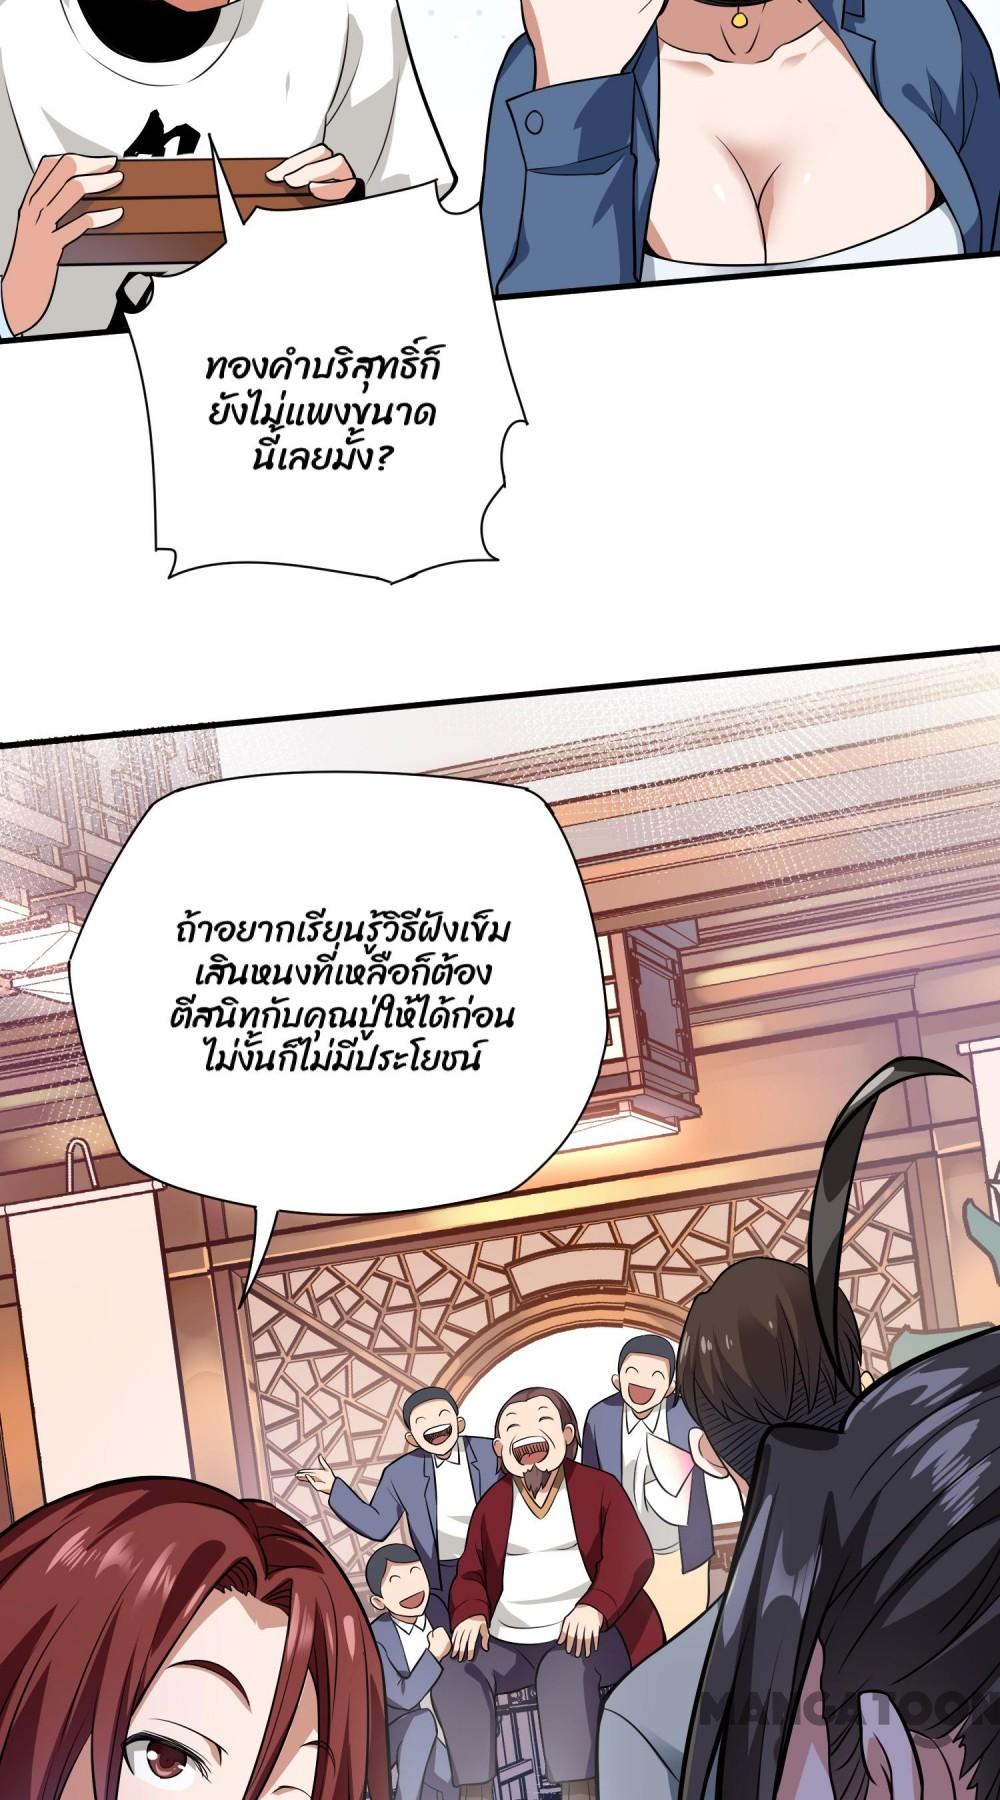 ทองคำบริสุทธิ์ก็
ยังไม่แพงขนาด
นี้เลยมั้ง?
ถ้าอยากเรียนรู้วิธีฝังเข็ม
เสินหนงที่เหลือก็ต้อง
ตีสนิทกับคุณปู่ให้ได้ก่อน
ไม่งั้นก็ไม่มีประโยชน์
MANGATOON